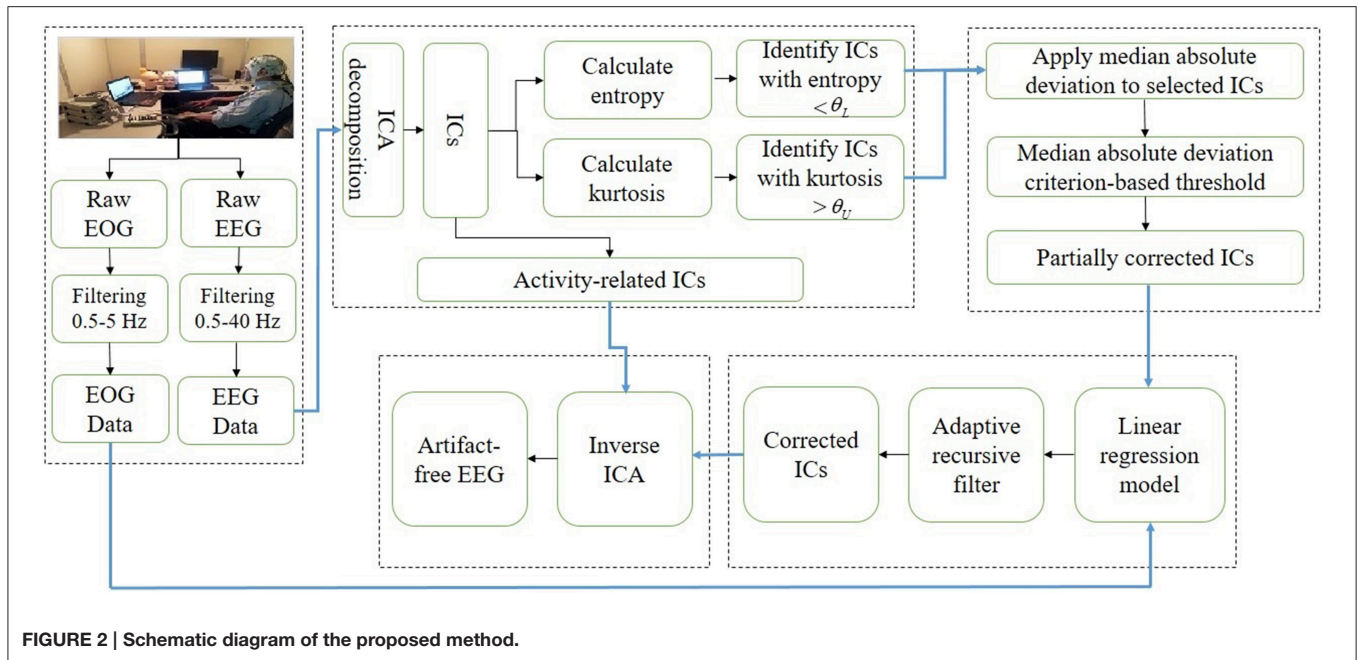 Raw
EOG
Raw
EEG
Filtering
0.5-5 Hz
Filtering
0.5-40 Hz
EOG
Data
EEG
Data
ICA
decomposition
ICs
Calculate
entropy
Identify ICs
with entropy
<θL
Calculate
kurtosis
Identify ICs
with kurtosis
>θU
Activity-related ICs
Apply median absolute
deviation to selected ICs
Median absolute deviation
criterion-based threshold
Partially corrected ICs
Linear
regression
model
Adaptive
recursive
filter
Corrected
ICs
Inverse
ICA
Artifact-
free EEG
FIGURE 2 | Schematic diagram of the proposed method.